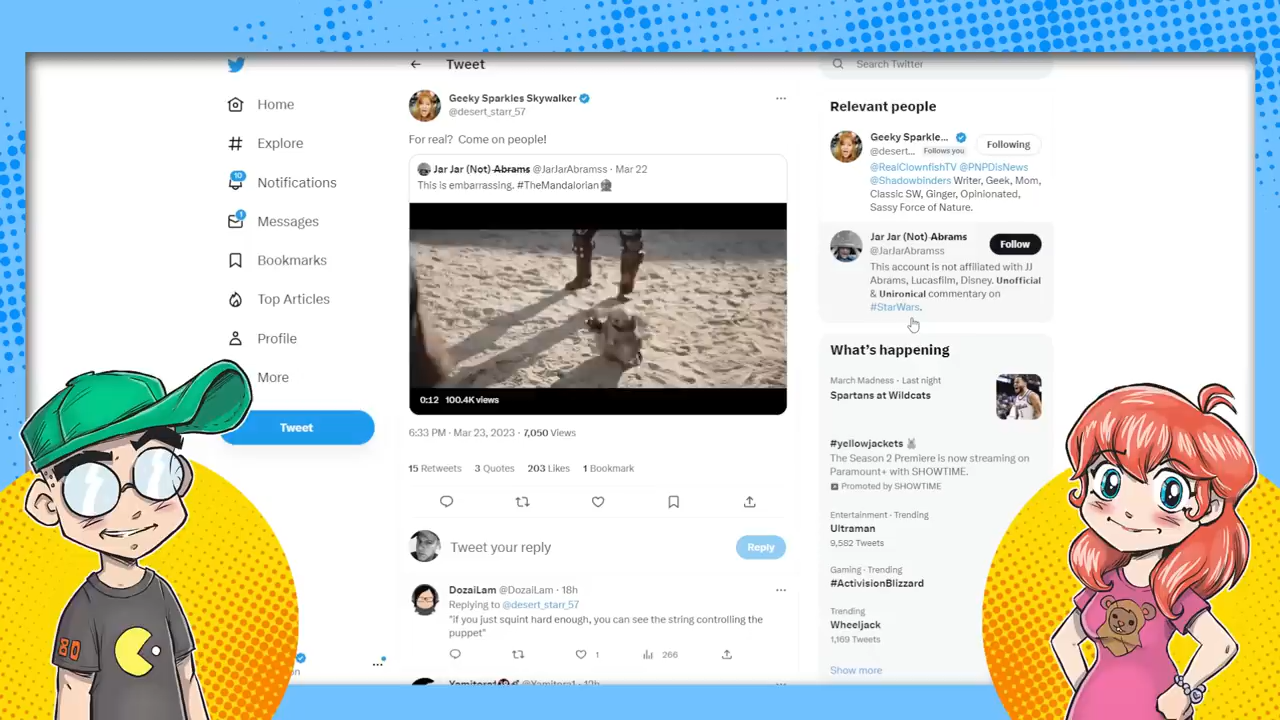 Tweet
Search Twitter
Home
Explore
10
Notifications
1
Messages
Bookmarks
Top Articles
Profile
More
Tweet
Geeky Sparkles Skywalker
@desert_starr_57
For real? Come on people!
Jar Jar (Not) Abrams @JarJarAbramss · Mar 22
This is embarrassing. #TheMandalorian
0:12 100.4K views
6:33 PM · Mar 23, 2023 · 7,050 Views
15 Retweets 3 Quotes 203 Likes 1 Bookmark
Tweet your reply
Reply
DozaiLam @DozaiLam · 18h
Replying to @desert_starr_57
"if you just squint hard enough, you can see the string controlling the
puppet"
1
266
Relevant people
Geeky Sparkle...
@desert... Follows you
Following
@RealClownfishTV @PNPDisNews
@Shadowbinders Writer, Geek, Mom,
Classic SW, Ginger, Opinionated,
Sassy Force of Nature.
Jar Jar (Not) Abrams
@JarJarAbramss
Follow
This account is not affiliated with JJ
Abrams, Lucasfilm, Disney. Unofficial
& Unironical commentary on
#StarWars.
What's happening
March Madness · Last night
Spartans at Wildcats
#yellowjackets
The Season 2 Premiere is now streaming on
Paramount+ with SHOWTIME.
Promoted by SHOWTIME
Entertainment · Trending
Ultraman
9,582 Tweets
Gaming · Trending
#ActivisionBlizzard
Trending
Wheeljack
1,169 Tweets
Show more
80